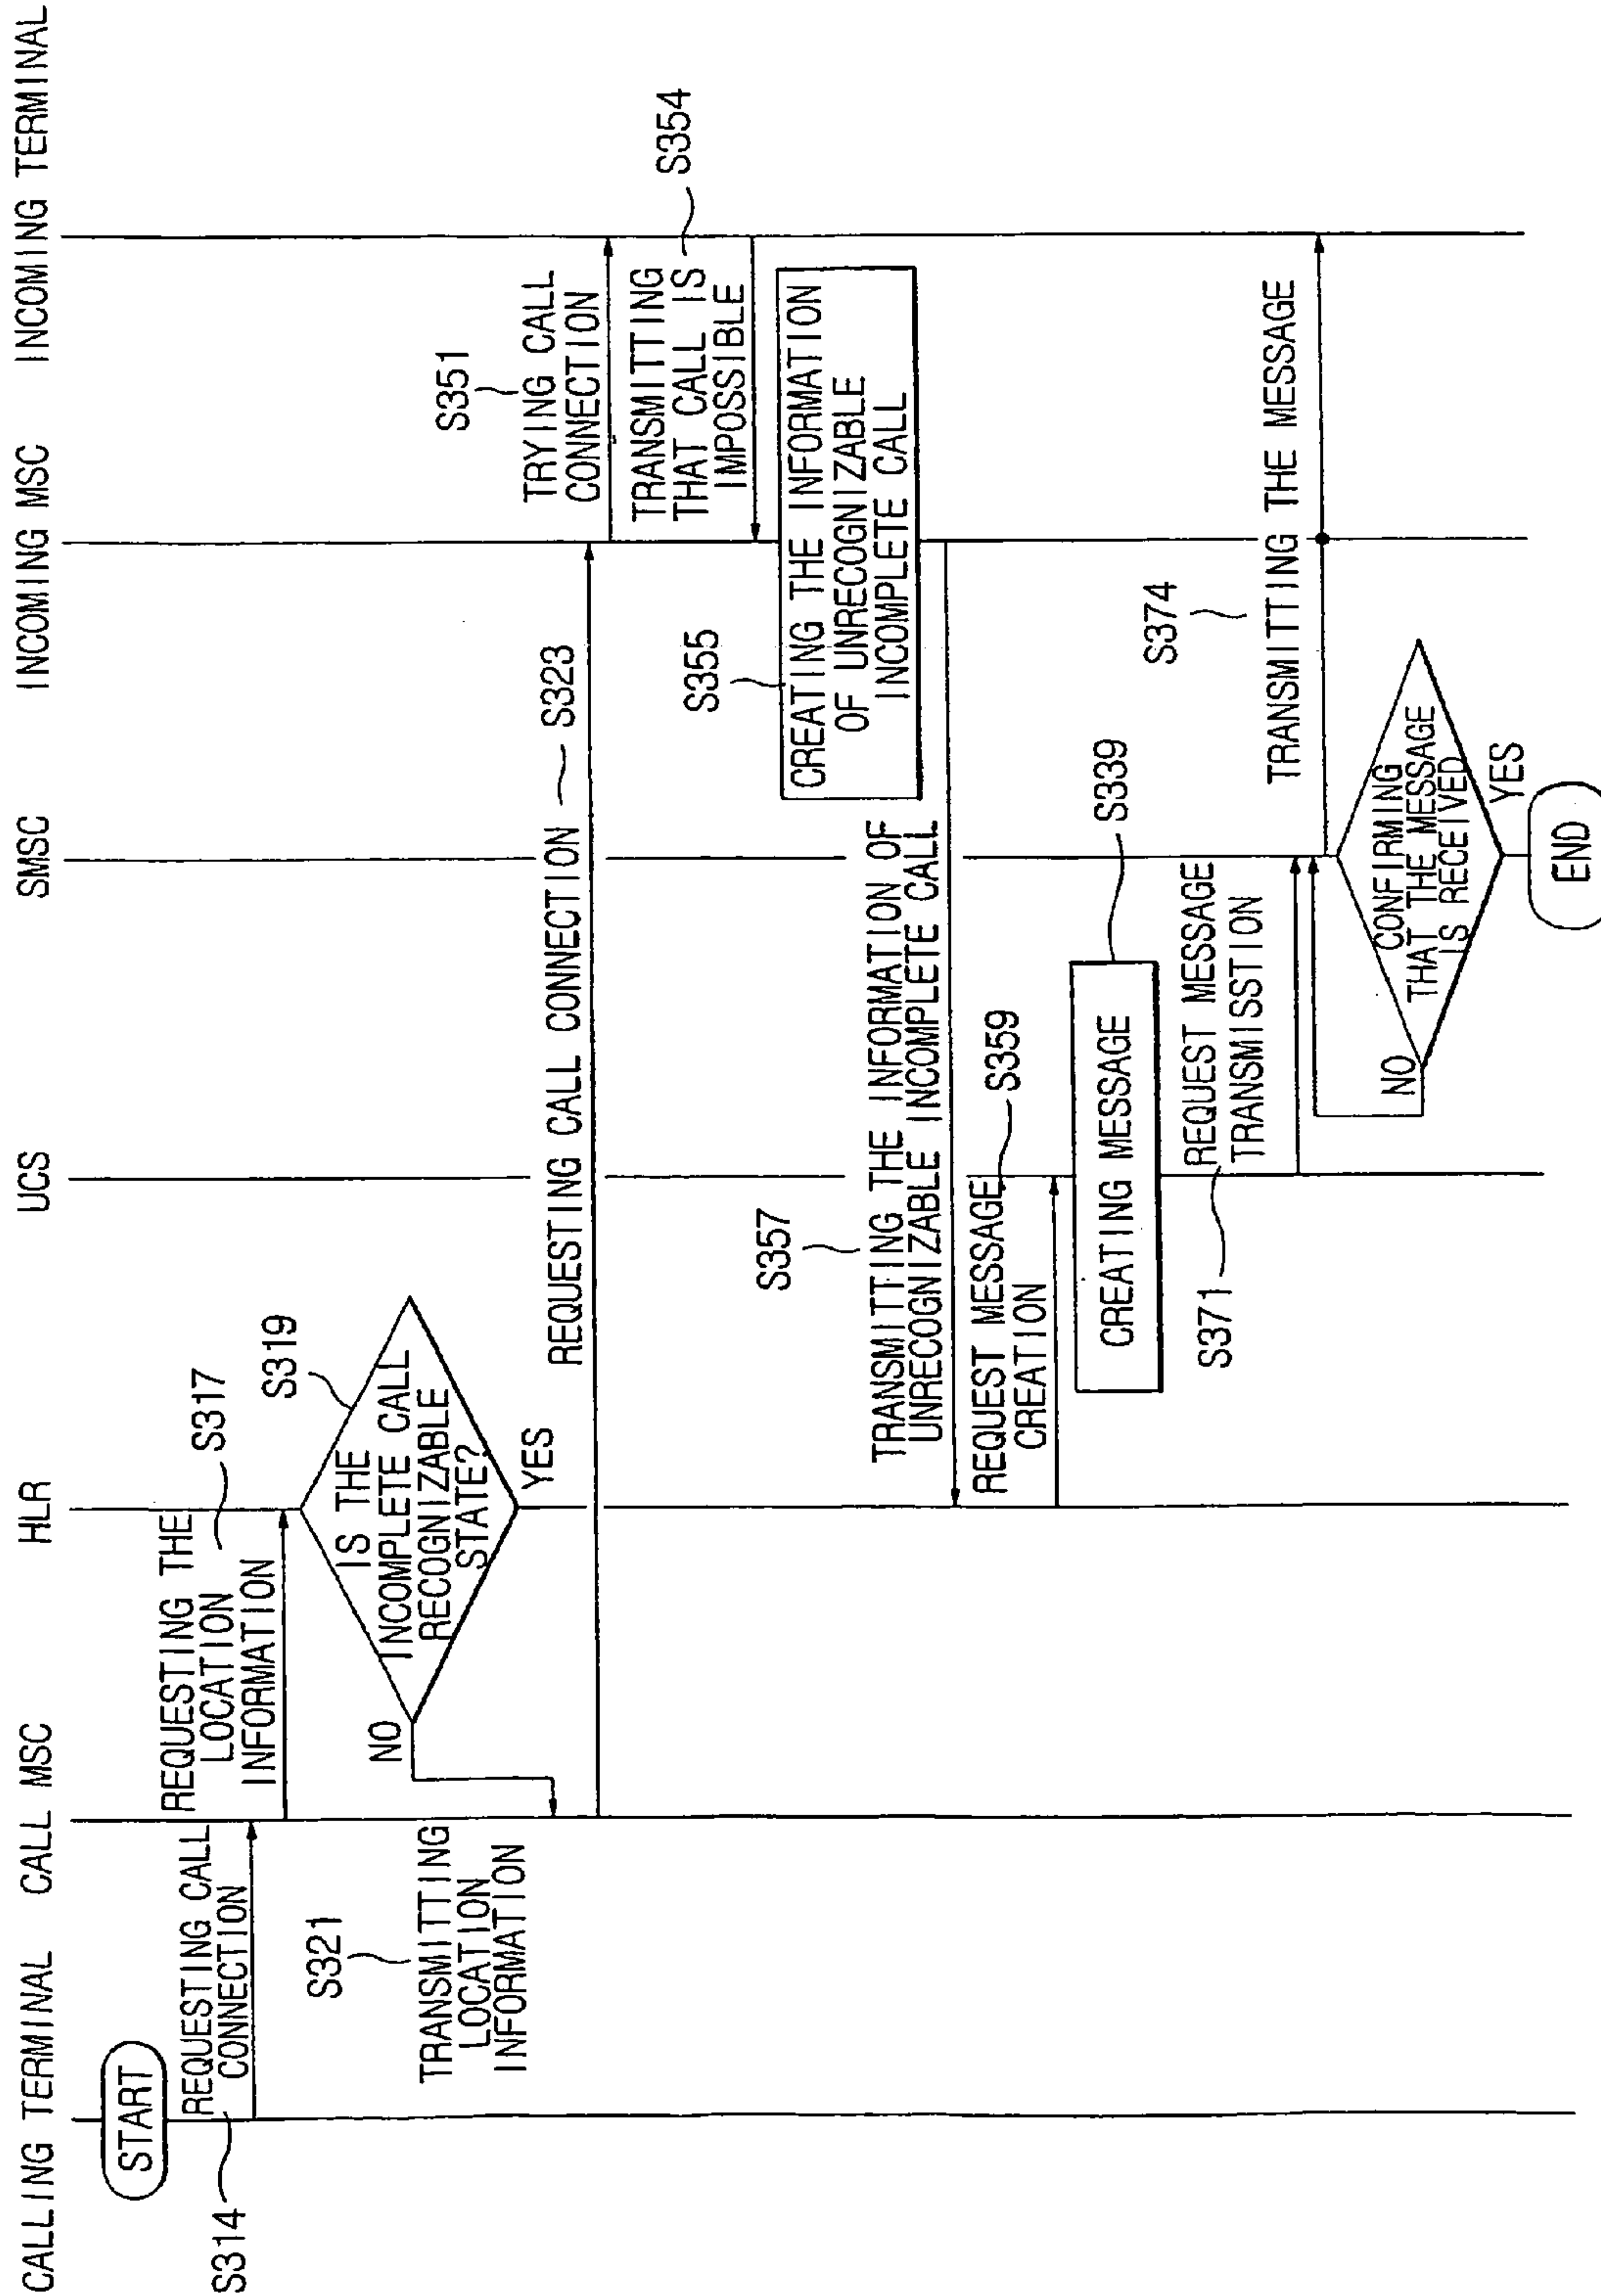 CALLING TERMINAL
CALL MSC
HLR
UCS
SMSC
INCOMING MSC
INCOMING TERMINAL
START
S314
REQUESTING CALL
CONNECTION
REQUESTING THE
LOCATION
INFORMATION
S317
S319
IS THE
INCOMPLETE CALL
RECOGNIZABLE
STATE?
NO
YES
S321
TRANSMITTING
LOCATION
INFORMATION
REQUESTING CALL CONNECTION
S323
S351
TRYING CALL
CONNECTION
TRANSMITTING
THAT CALL IS
IMPOSSIBLE
S354
S355
CREATING THE INFORMATION
OF UNRECOGNIZABLE
INCOMPLETE CALL
S357
TRANSMITTING THE INFORMATION OF
UNRECOGNIZABLE INCOMPLETE CALL
REQUEST MESSAGE
CREATION
S359
CREATING MESSAGE
S339
S371
REQUEST MESSAGE
TRANSMISSTION
S374
TRANSMITTING THE MESSAGE
CONFIRMING
THAT THE MESSAGE
IS RECEIVED
NO
YES
END